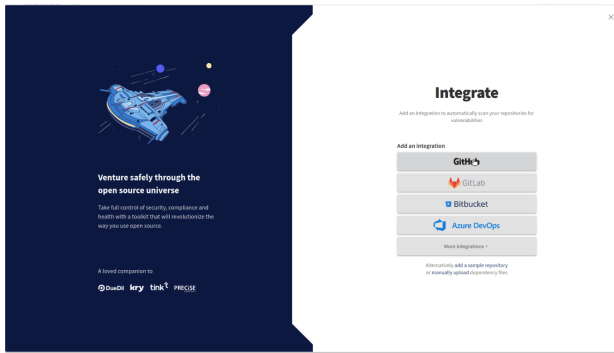 Venture safely through the
open source universe
Take full control of security, compliance and
health with a toolkit that will revolutionize the
way you use open source.
A loved companion to
DueDil kry tink PRECISE
Integrate
Add an integration to automatically scan your repositories for
vulnerabilities
Add an integration
GitHub
GitLab
Bitbucket
Azure DevOps
More integrations
Alternatively add a sample repository
or manually upload dependency files